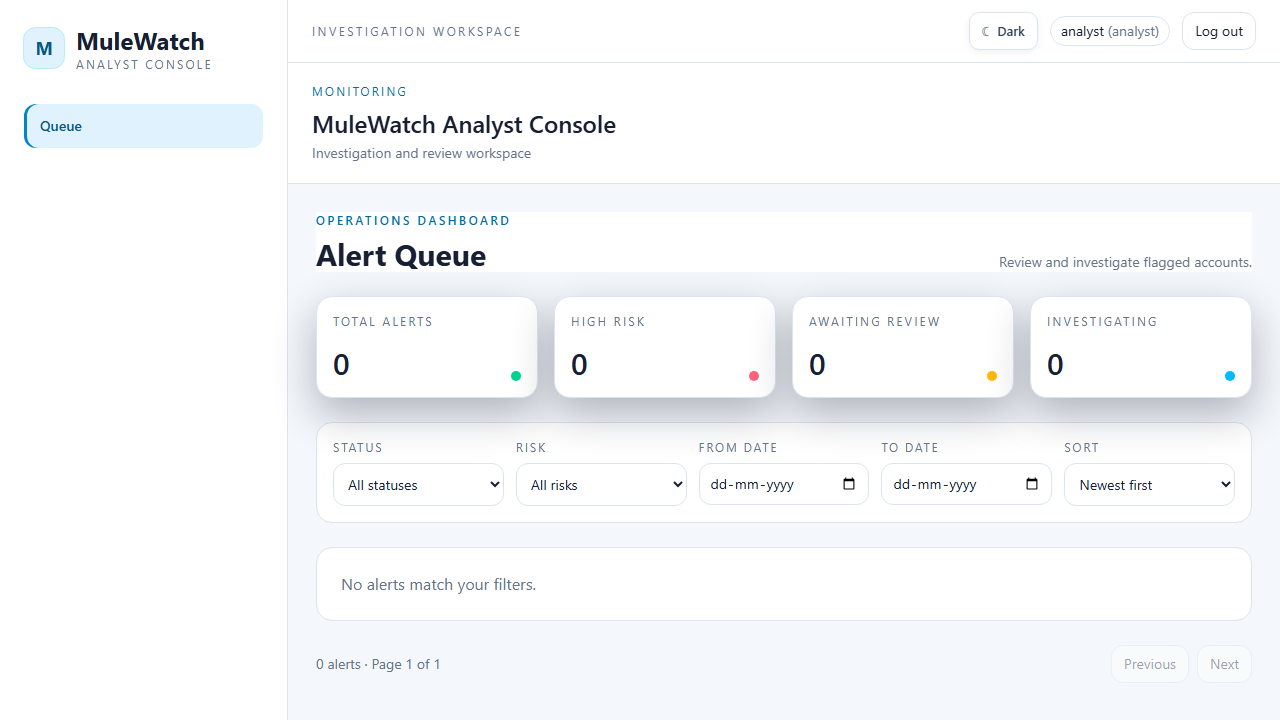 M
MuleWatch
ANALYST CONSOLE
Queue
INVESTIGATION WORKSPACE
☾ Dark
analyst (analyst)
Log out
MONITORING
MuleWatch Analyst Console
Investigation and review workspace
OPERATIONS DASHBOARD
Alert Queue
Review and investigate flagged accounts.
TOTAL ALERTS
0
HIGH RISK
0
AWAITING REVIEW
0
INVESTIGATING
0
STATUS
All statuses
RISK
All risks
FROM DATE
dd-mm-yyyy
TO DATE
dd-mm-yyyy
SORT
Newest first
No alerts match your filters.
0 alerts · Page 1 of 1
Previous
Next